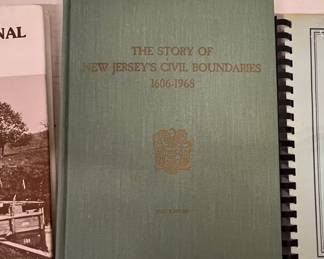 NAL
THE STORY OF
NEW JERSEY'S CIVIL BOUNDARIES
1606-1968